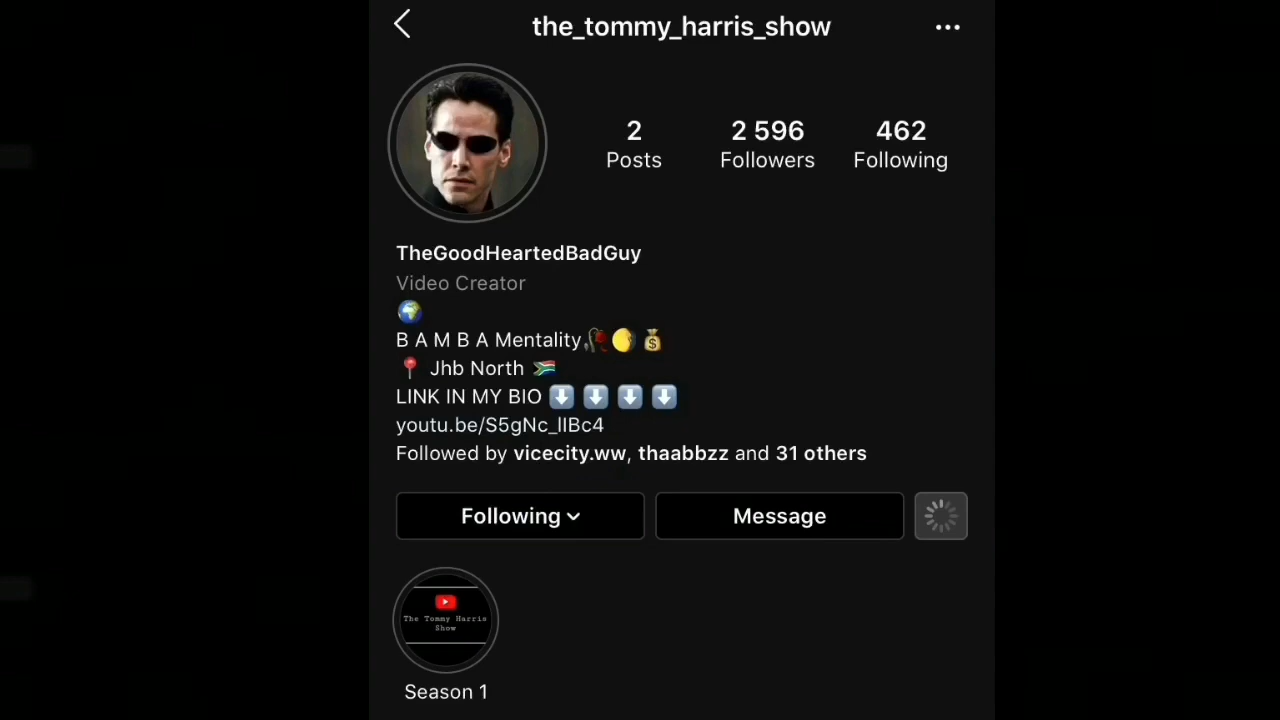 the_tommy_harris_show
2 2 596 462
Posts Followers Following
TheGoodHeartedBadGuy
Video Creator
B A M B A Mentality🥀🌖💰
📍 Jhb North 🇿🇦
LINK IN MY BIO ⬇️ ⬇️ ⬇️ ⬇️
youtu.be/S5gNc_lIBc4
Followed by vicecity.ww, thaabbzz and 31 others
Following Message
The Tommy Harris
Show
Season 1